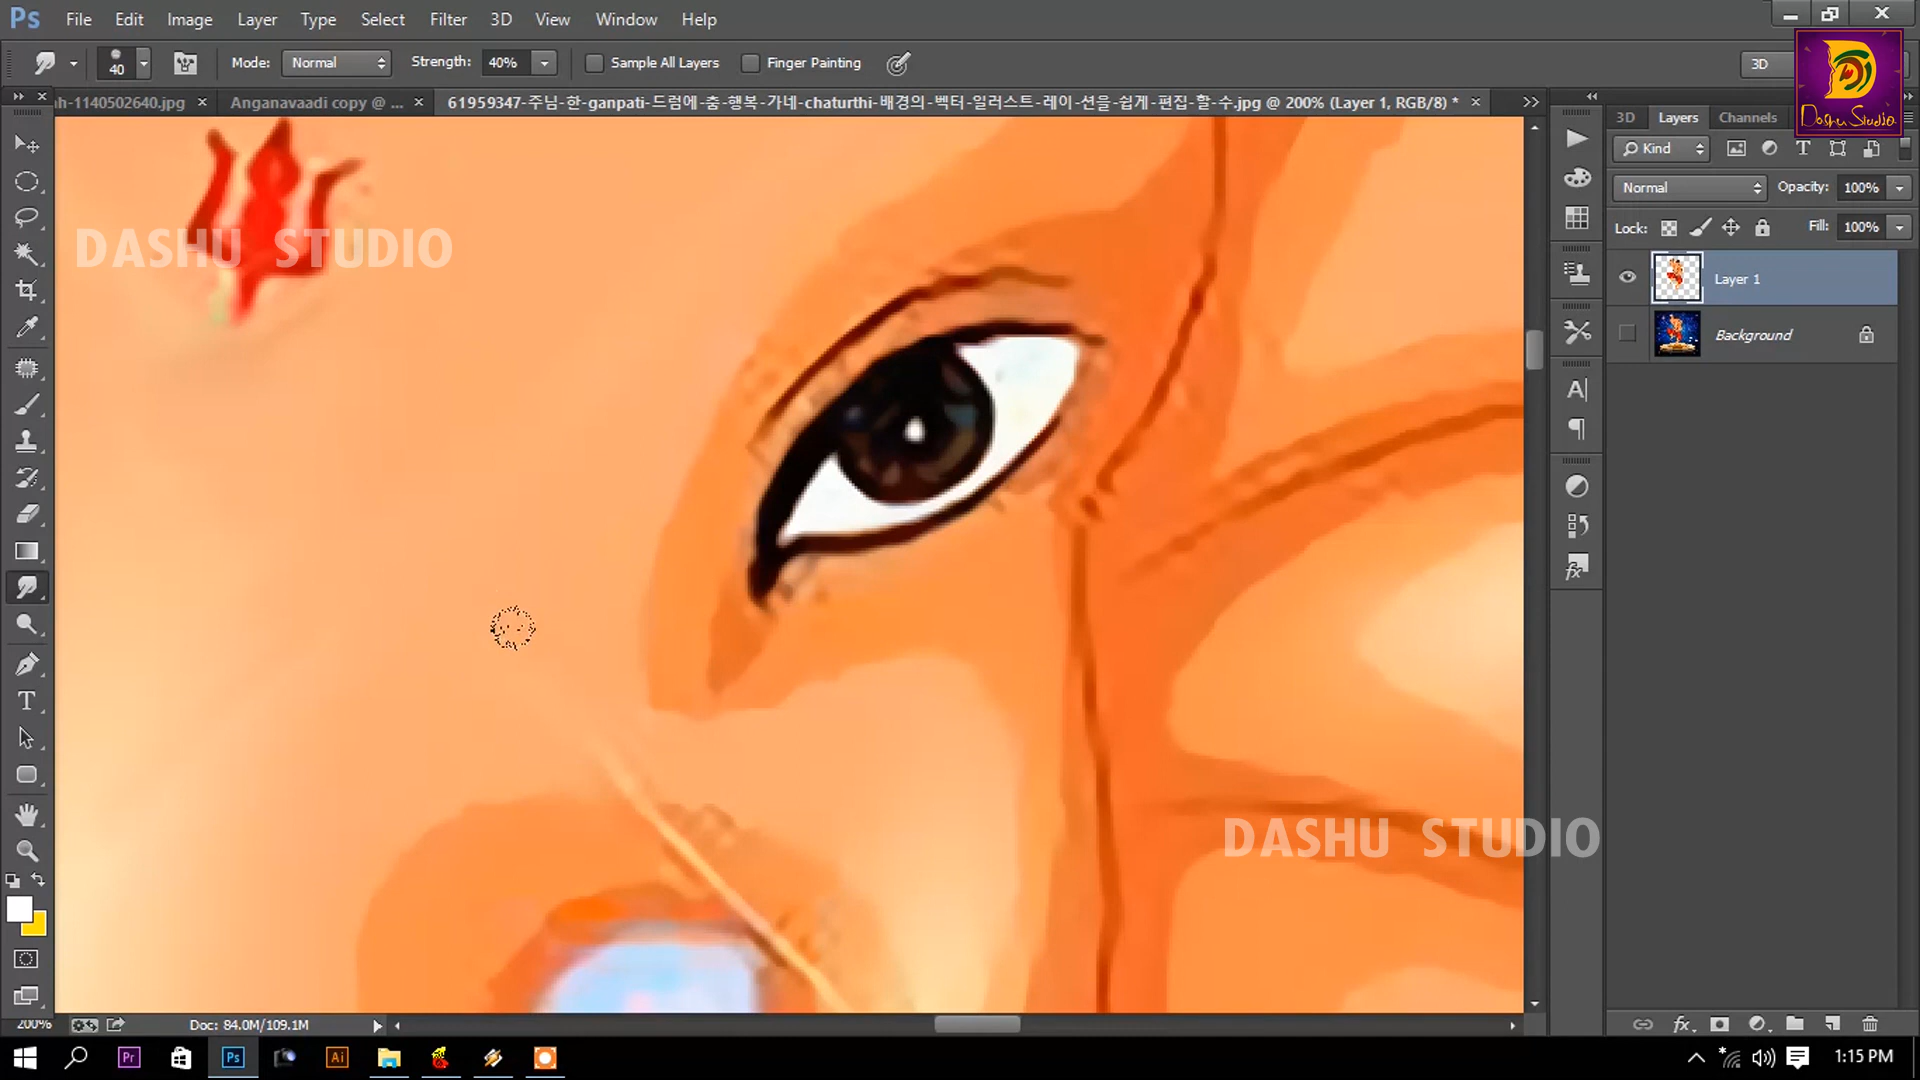 Ps File Edit Image Layer Type Select Filter 3D View Window Help
40 Mode: Normal Strength: 40% Sample All Layers Finger Painting 3D
ah-1140502640.jpg Anganavaadi copy @ ... 61959347-주님-한-ganpati-드럼에-춤-행복-가네-chaturthi-배경의-벡터-일러스트-레이-션을-쉽게-편집-할-수.jpg @ 200% (Layer 1, RGB/8) *
Dashu Studio
3D Layers Channels
Kind
Normal Opacity: 100%
Lock: Fill: 100%
Layer 1
Background
DASHU STUDIO
DASHU STUDIO
200% Doc: 84.0M/109.1M
Pr Ps Ai 1:15 PM